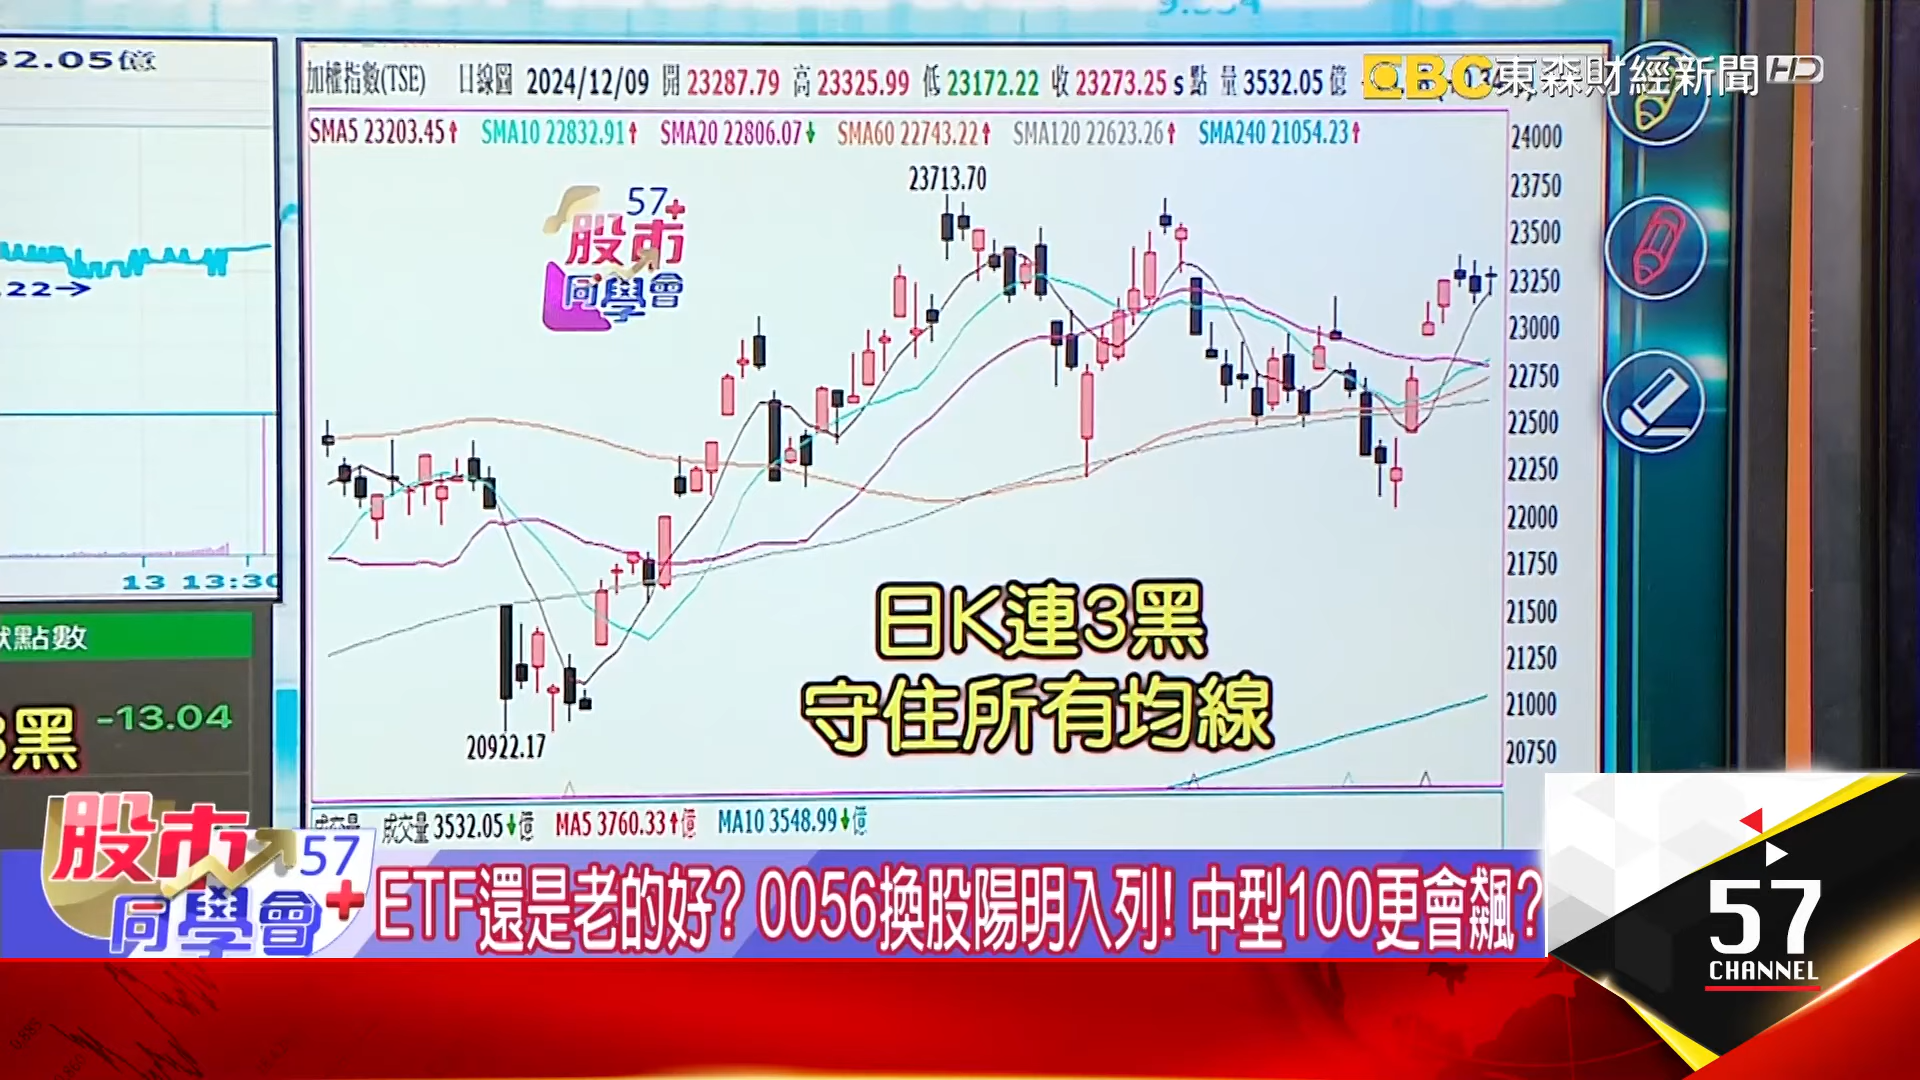 32.05億
加權指數(TSE) 日線圖 2024/12/09 開 23287.79 高 23325.99 低 23172.22 收 23273.25 s 點 量 3532.05 億
EBC 東森財經新聞 HD
SMA5 23203.45↑ SMA10 22832.91↑ SMA20 22806.07↓ SMA60 22743.22↑ SMA120 22623.26↑ SMA240 21054.23↑
24000
23750
23500
23250
23000
22750
22500
22250
22000
21750
21500
21250
21000
20750
23713.70
57+
股市
同學會
.22→
13 13:30
20922.17
點數
-13.04
3黑
日K連3黑
守住所有均線
成交量 成交量 3532.05↓億 MA5 3760.33↑億 MA10 3548.99↓億
股市 57
同學會+
ETF還是老的好? 0056換股陽明入列! 中型100更會飆?
57
CHANNEL